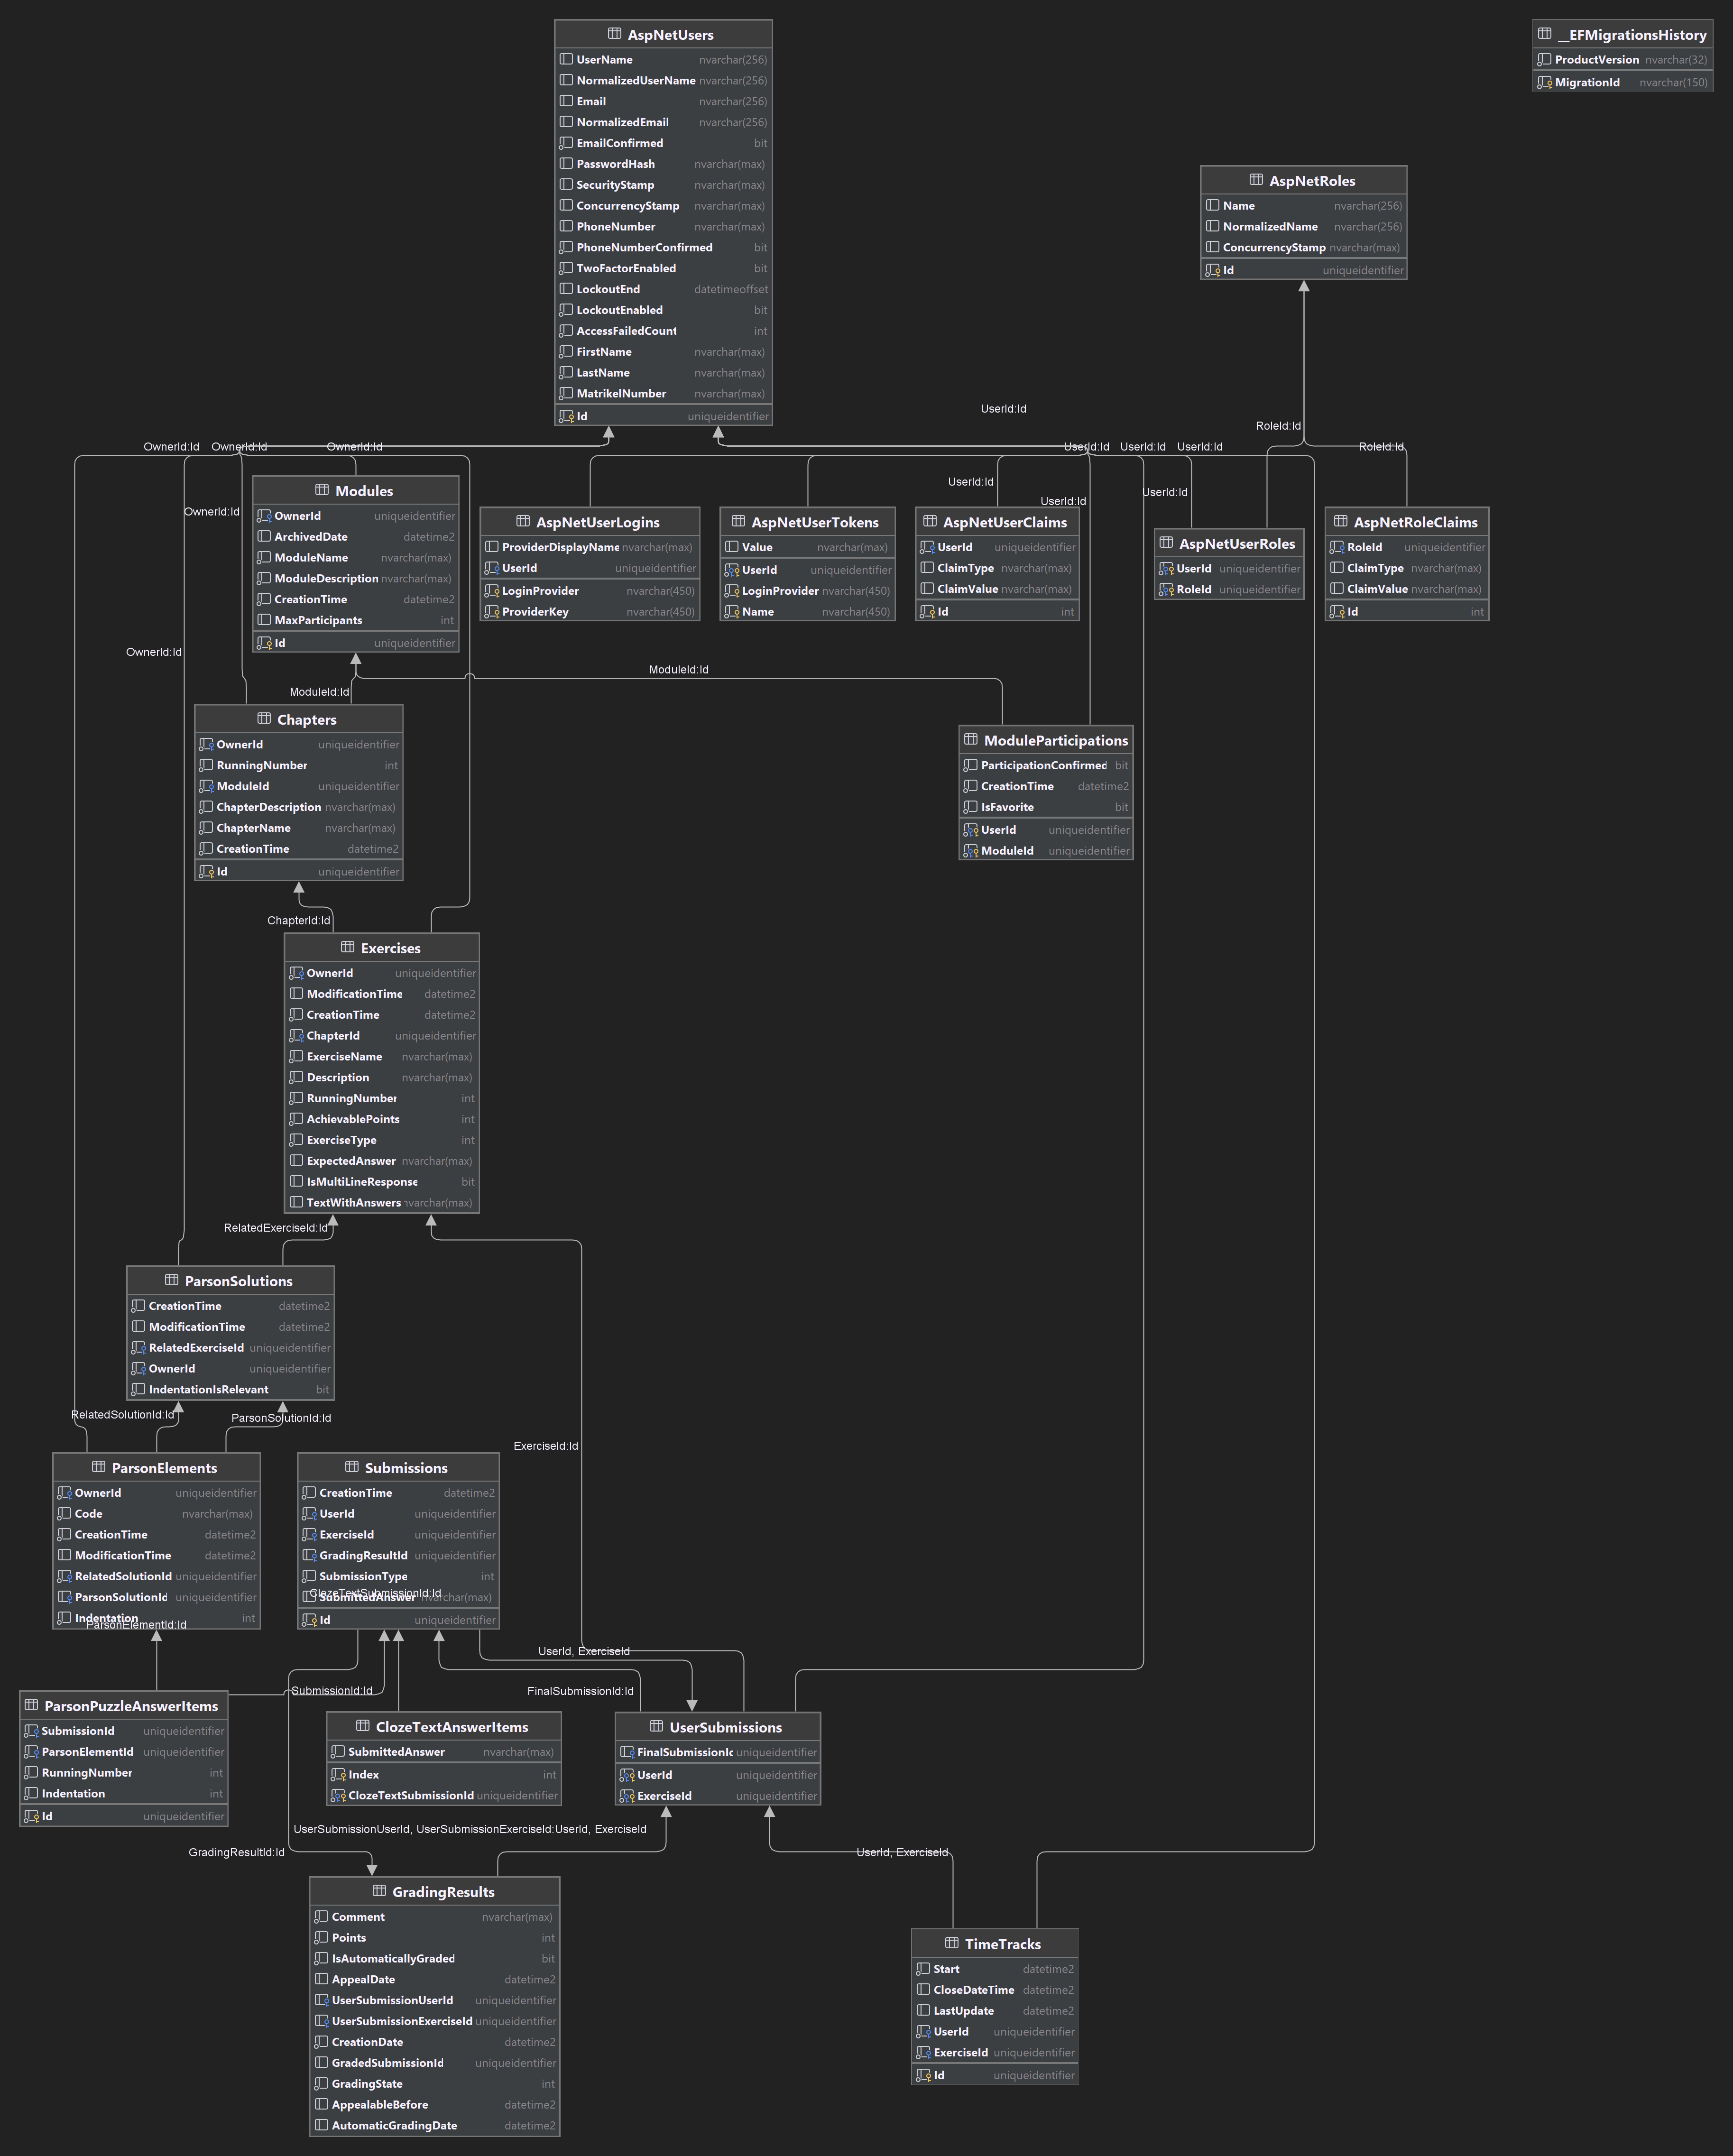 AspNetUsers
UserName nvarchar(256)
NormalizedUserName nvarchar(256)
Email nvarchar(256)
NormalizedEmail nvarchar(256)
EmailConfirmed bit
PasswordHash nvarchar(max)
SecurityStamp nvarchar(max)
ConcurrencyStamp nvarchar(max)
PhoneNumber nvarchar(max)
PhoneNumberConfirmed bit
TwoFactorEnabled bit
LockoutEnd datetimeoffset
LockoutEnabled bit
AccessFailedCount int
FirstName nvarchar(max)
LastName nvarchar(max)
MatrikelNumber nvarchar(max)
Id uniqueidentifier
__EFMigrationsHistory
ProductVersion nvarchar(32)
MigrationId nvarchar(150)
AspNetRoles
Name nvarchar(256)
NormalizedName nvarchar(256)
ConcurrencyStamp nvarchar(max)
Id uniqueidentifier
UserId:Id
RoleId:Id
OwnerId:Id
OwnerId:Id
OwnerId:Id
UserId:Id
UserId:Id
UserId:Id
RoleId:Id
UserId:Id
UserId:Id
UserId:Id
OwnerId:Id
OwnerId:Id
Modules
OwnerId uniqueidentifier
ArchivedDate datetime2
ModuleName nvarchar(max)
ModuleDescription nvarchar(max)
CreationTime datetime2
MaxParticipants int
Id uniqueidentifier
AspNetUserLogins
ProviderDisplayName nvarchar(max)
UserId uniqueidentifier
LoginProvider nvarchar(450)
ProviderKey nvarchar(450)
AspNetUserTokens
Value nvarchar(max)
UserId uniqueidentifier
LoginProvider nvarchar(450)
Name nvarchar(450)
AspNetUserClaims
UserId uniqueidentifier
ClaimType nvarchar(max)
ClaimValue nvarchar(max)
Id int
AspNetUserRoles
UserId uniqueidentifier
RoleId uniqueidentifier
AspNetRoleClaims
RoleId uniqueidentifier
ClaimType nvarchar(max)
ClaimValue nvarchar(max)
Id int
ModuleId:Id
ModuleId:Id
Chapters
OwnerId uniqueidentifier
RunningNumber int
ModuleId uniqueidentifier
ChapterDescription nvarchar(max)
ChapterName nvarchar(max)
CreationTime datetime2
Id uniqueidentifier
ModuleParticipations
ParticipationConfirmed bit
CreationTime datetime2
IsFavorite bit
UserId uniqueidentifier
ModuleId uniqueidentifier
ChapterId:Id
Exercises
OwnerId uniqueidentifier
ModificationTime datetime2
CreationTime datetime2
ChapterId uniqueidentifier
ExerciseName nvarchar(max)
Description nvarchar(max)
RunningNumber int
AchievablePoints int
ExerciseType int
ExpectedAnswer nvarchar(max)
IsMultiLineResponse bit
TextWithAnswers nvarchar(max)
RelatedExerciseId:Id
ParsonSolutions
CreationTime datetime2
ModificationTime datetime2
RelatedExerciseId uniqueidentifier
OwnerId uniqueidentifier
IndentationIsRelevant bit
RelatedSolutionId:Id
ParsonSolutionId:Id
ExerciseId:Id
ParsonElements
OwnerId uniqueidentifier
Code nvarchar(max)
CreationTime datetime2
ModificationTime datetime2
RelatedSolutionId uniqueidentifier
ParsonSolutionId uniqueidentifier
Indentation int
ParsonElementId:Id
Submissions
CreationTime datetime2
UserId uniqueidentifier
ExerciseId uniqueidentifier
GradingResultId uniqueidentifier
SubmissionType int
ClozeTextSubmissionId:Id
SubmittedAnswer nvarchar(max)
Id uniqueidentifier
UserId, ExerciseId
SubmissionId:Id
FinalSubmissionId:Id
ParsonPuzzleAnswerItems
SubmissionId uniqueidentifier
ParsonElementId uniqueidentifier
RunningNumber int
Indentation int
Id uniqueidentifier
ClozeTextAnswerItems
SubmittedAnswer nvarchar(max)
Index int
ClozeTextSubmissionId uniqueidentifier
UserSubmissions
FinalSubmissionId uniqueidentifier
UserId uniqueidentifier
ExerciseId uniqueidentifier
UserSubmissionUserId, UserSubmissionExerciseId:UserId, ExerciseId
GradingResultId:Id
UserId, ExerciseId
GradingResults
Comment nvarchar(max)
Points int
IsAutomaticallyGraded bit
AppealDate datetime2
UserSubmissionUserId uniqueidentifier
UserSubmissionExerciseId uniqueidentifier
CreationDate datetime2
GradedSubmissionId uniqueidentifier
GradingState int
AppealableBefore datetime2
AutomaticGradingDate datetime2
TimeTracks
Start datetime2
CloseDateTime datetime2
LastUpdate datetime2
UserId uniqueidentifier
ExerciseId uniqueidentifier
Id uniqueidentifier